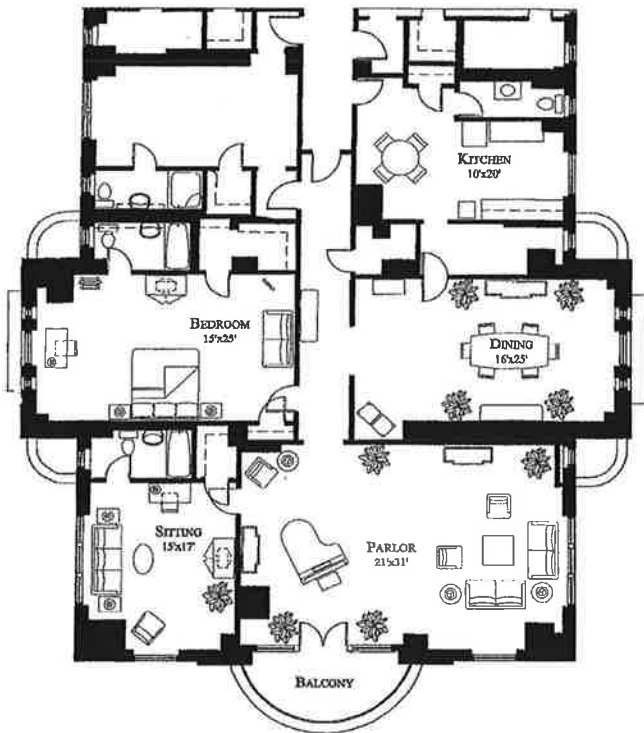 KITCHEN
10'x20'
BEDROOM
15'x25'
DINING
16'x25'
SITTING
15'x17'
PARLOR
21'x31'
BALCONY